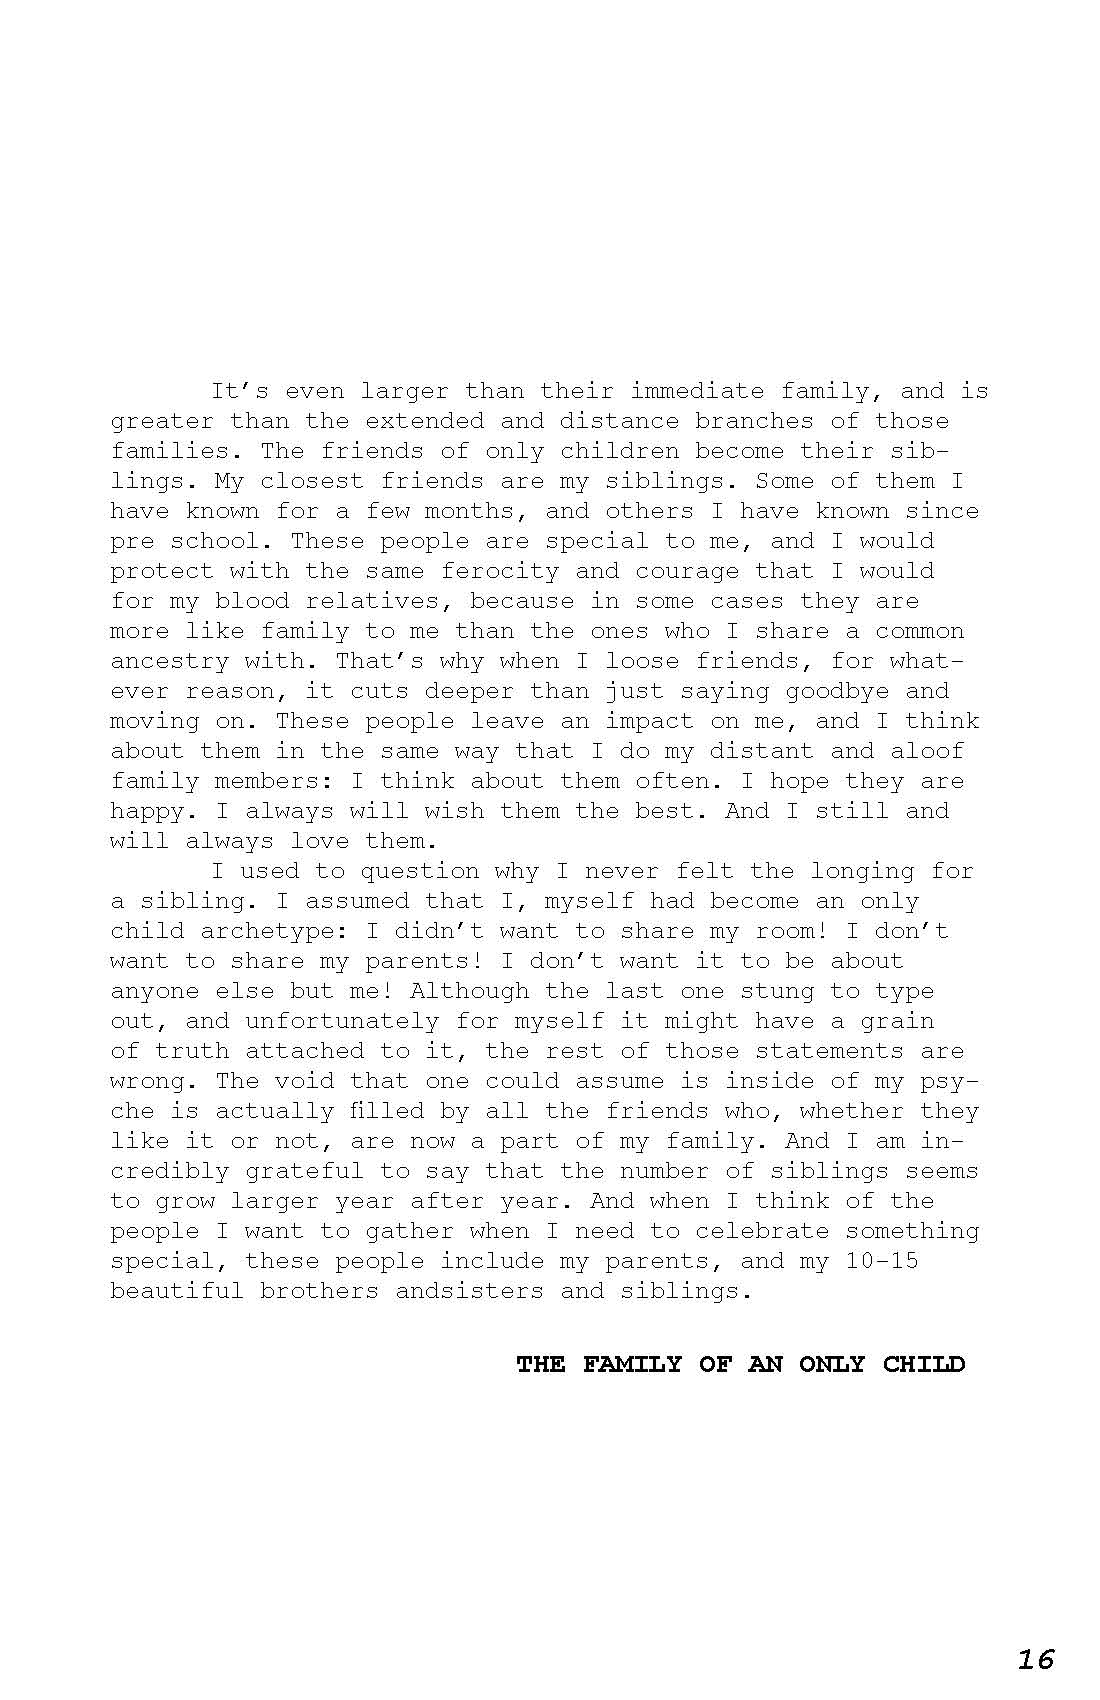 It’s even larger than their immediate family, and is
greater than the extended and distance branches of those
families. The friends of only children become their sib-
lings. My closest friends are my siblings. Some of them I
have known for a few months, and others I have known since
pre school. These people are special to me, and I would
protect with the same ferocity and courage that I would
for my blood relatives, because in some cases they are
more like family to me than the ones who I share a common
ancestry with. That’s why when I loose friends, for what-
ever reason, it cuts deeper than just saying goodbye and
moving on. These people leave an impact on me, and I think
about them in the same way that I do my distant and aloof
family members: I think about them often. I hope they are
happy. I always will wish them the best. And I still and
will always love them.
I used to question why I never felt the longing for
a sibling. I assumed that I, myself had become an only
child archetype: I didn’t want to share my room! I don’t
want to share my parents! I don’t want it to be about
anyone else but me! Although the last one stung to type
out, and unfortunately for myself it might have a grain
of truth attached to it, the rest of those statements are
wrong. The void that one could assume is inside of my psy-
che is actually filled by all the friends who, whether they
like it or not, are now a part of my family. And I am in-
credibly grateful to say that the number of siblings seems
to grow larger year after year. And when I think of the
people I want to gather when I need to celebrate something
special, these people include my parents, and my 10-15
beautiful brothers andsisters and siblings.
THE FAMILY OF AN ONLY CHILD
16